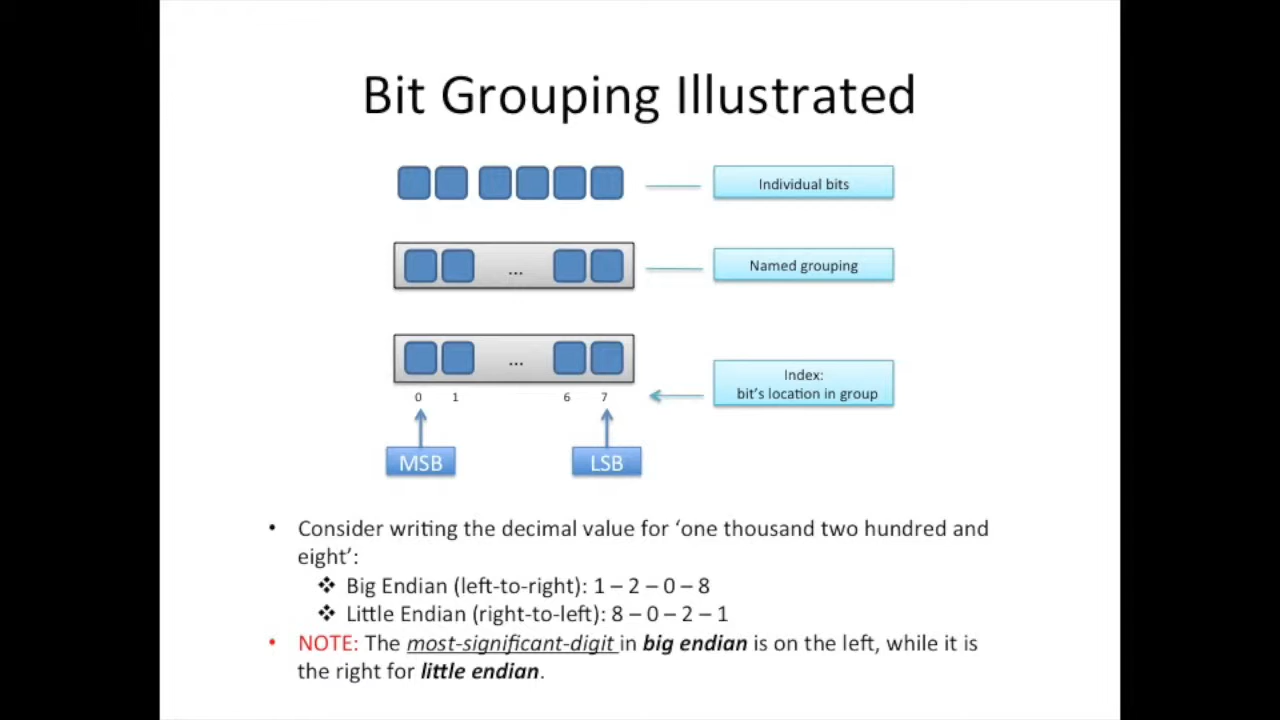 Bit Grouping Illustrated
Individual bits
...
Named grouping
...
Index:
bit’s location in group
0 1 6 7
MSB LSB
• Consider writing the decimal value for ‘one thousand two hundred and
eight’:
❖ Big Endian (left-to-right): 1 – 2 – 0 – 8
❖ Little Endian (right-to-left): 8 – 0 – 2 – 1
• NOTE: The most-significant-digit in big endian is on the left, while it is
the right for little endian.